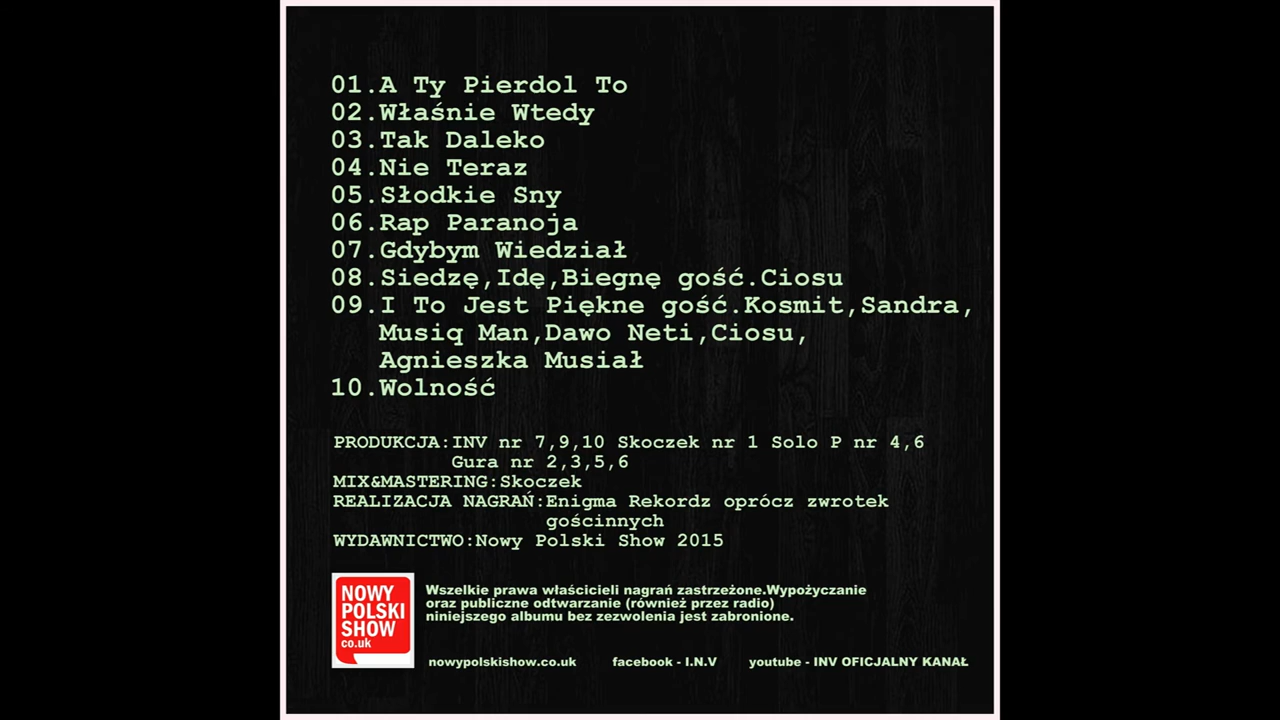 01.A Ty Pierdol To
02.Właśnie Wtedy
03.Tak Daleko
04.Nie Teraz
05.Słodkie Sny
06.Rap Paranoja
07.Gdybym Wiedział
08.Siedzę,Idę,Biegnę gość.Ciosu
09.I To Jest Piękne gość.Kosmit,Sandra,
Musiq Man,Dawo Neti,Ciosu,
Agnieszka Musiał
10.Wolność
PRODUKCJA:INV nr 7,9,10 Skoczek nr 1 Solo P nr 4,6
Gura nr 2,3,5,6
MIX&MASTERING:Skoczek
REALIZACJA NAGRAŃ:Enigma Rekordz oprócz zwrotek
gościnnych
WYDAWNICTWO:Nowy Polski Show 2015
NOWY
POLSKI
SHOW
co.uk
Wszelkie prawa właścicieli nagrań zastrzeżone.Wypożyczanie
oraz publiczne odtwarzanie (również przez radio)
niniejszego albumu bez zezwolenia jest zabronione.
nowypolskishow.co.uk facebook - I.N.V youtube - INV OFICJALNY KANAŁ